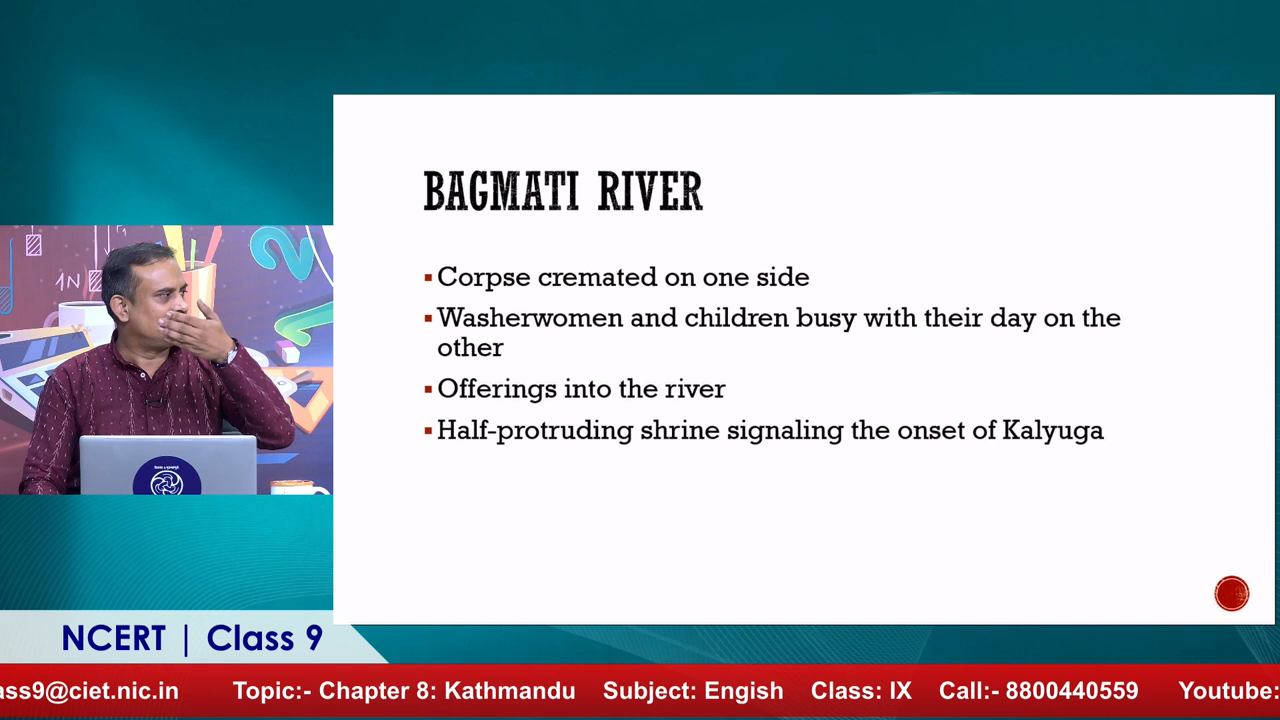 BAGMATI RIVER
Corpse cremated on one side
Washerwomen and children busy with their day on the
other
Offerings into the river
Half-protruding shrine signaling the onset of Kalyuga
1N
NCERT | Class 9
ass9@ciet.nic.in Topic:- Chapter 8: Kathmandu Subject: Engish Class: IX Call:- 8800440559 Youtube: